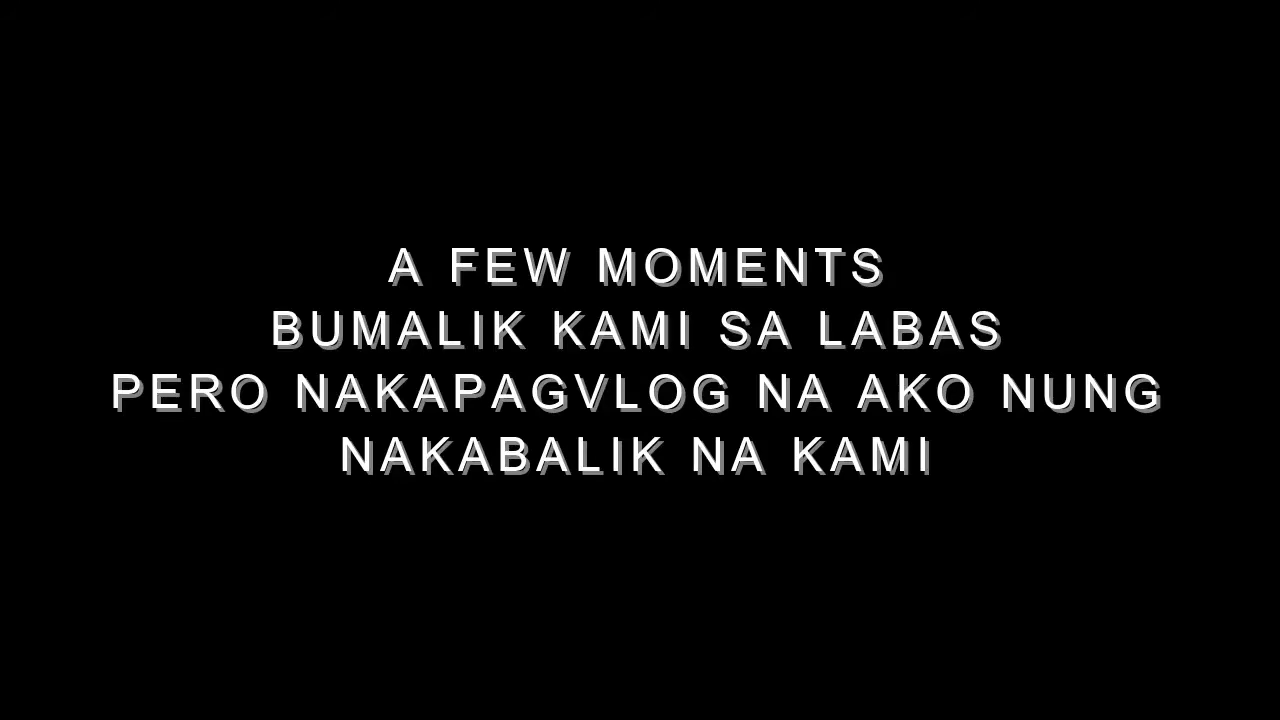 A FEW MOMENTS
BUMALIK KAMI SA LABAS
PERO NAKAPAGVLOG NA AKO NUNG
NAKABALIK NA KAMI